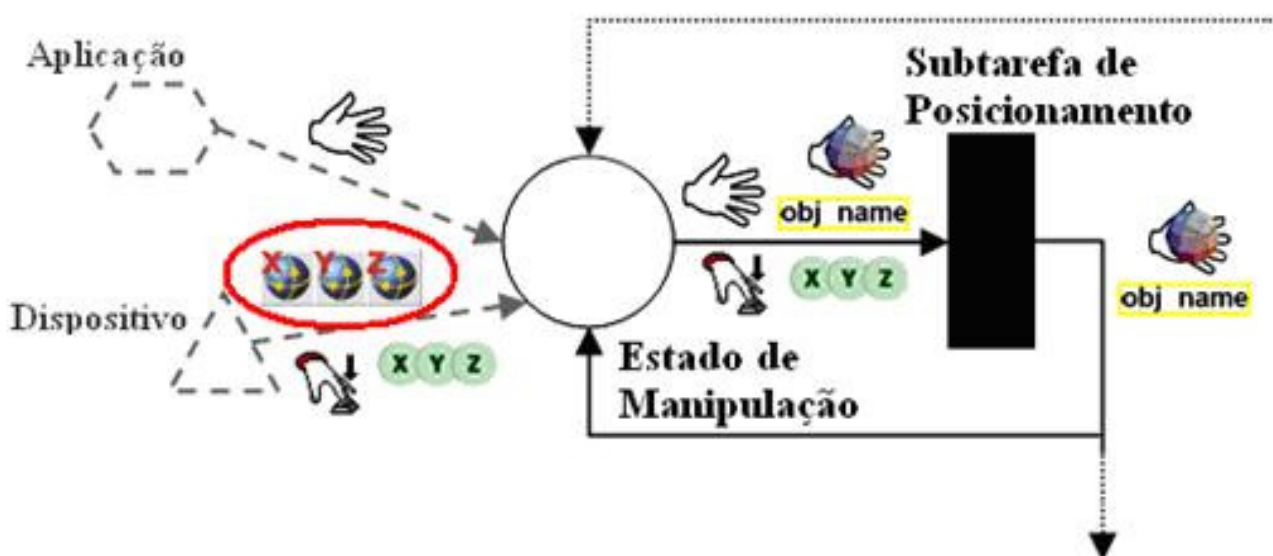 Aplicação
Subtarefa de
Posicionamento
obj name
X Y Z
X Y Z
obj name
Dispositivo
X Y Z
Estado de
Manipulação